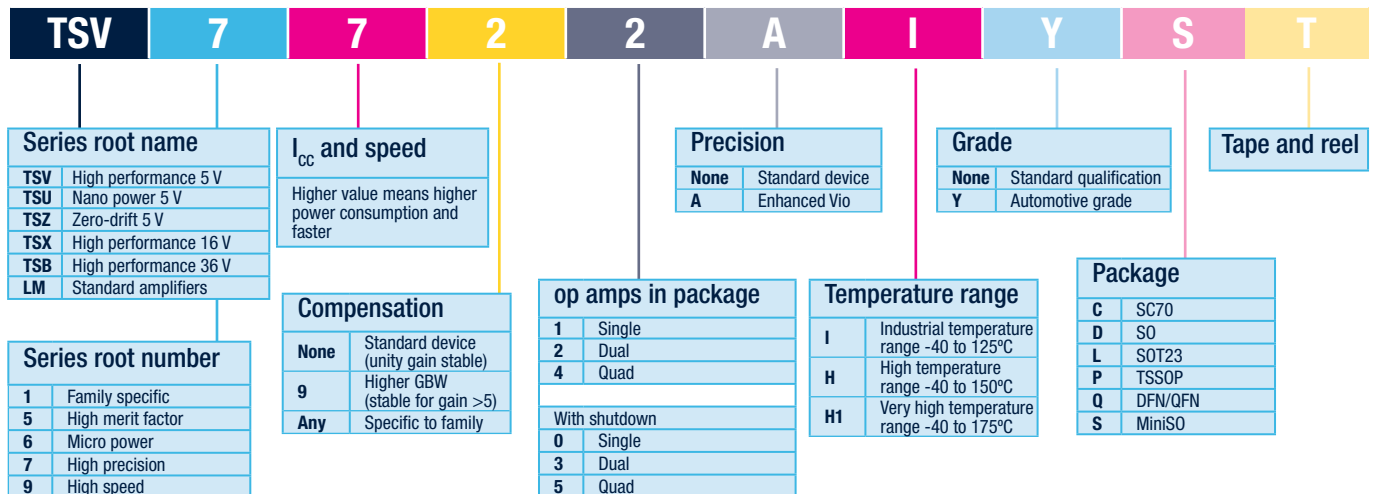 TSV 7 7 2 2 A I Y S T
Series root name
TSV High performance 5 V
TSU Nano power 5 V
TSZ Zero-drift 5 V
TSX High performance 16 V
TSB High performance 36 V
LM Standard amplifiers
Series root number
1 Family specific
5 High merit factor
6 Micro power
7 High precision
9 High speed
Icc and speed
Higher value means higher
power consumption and
faster
Compensation
None Standard device
(unity gain stable)
9 Higher GBW
(stable for gain >5)
Any Specific to family
op amps in package
1 Single
2 Dual
4 Quad
With shutdown
0 Single
3 Dual
5 Quad
Precision
None Standard device
A Enhanced Vio
Temperature range
I Industrial temperature
range -40 to 125ºC
H High temperature
range -40 to 150ºC
H1 Very high temperature
range -40 to 175ºC
Grade
None Standard qualification
Y Automotive grade
Package
C SC70
D SO
L SOT23
P TSSOP
Q DFN/QFN
S MiniSO
Tape and reel